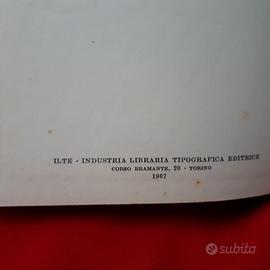 ILTE - INDUSTRIA LIBRARIA TIPOGRAFICA EDITRICE
CORSO BRAMANTE, 20 - TORINO
1967
subito